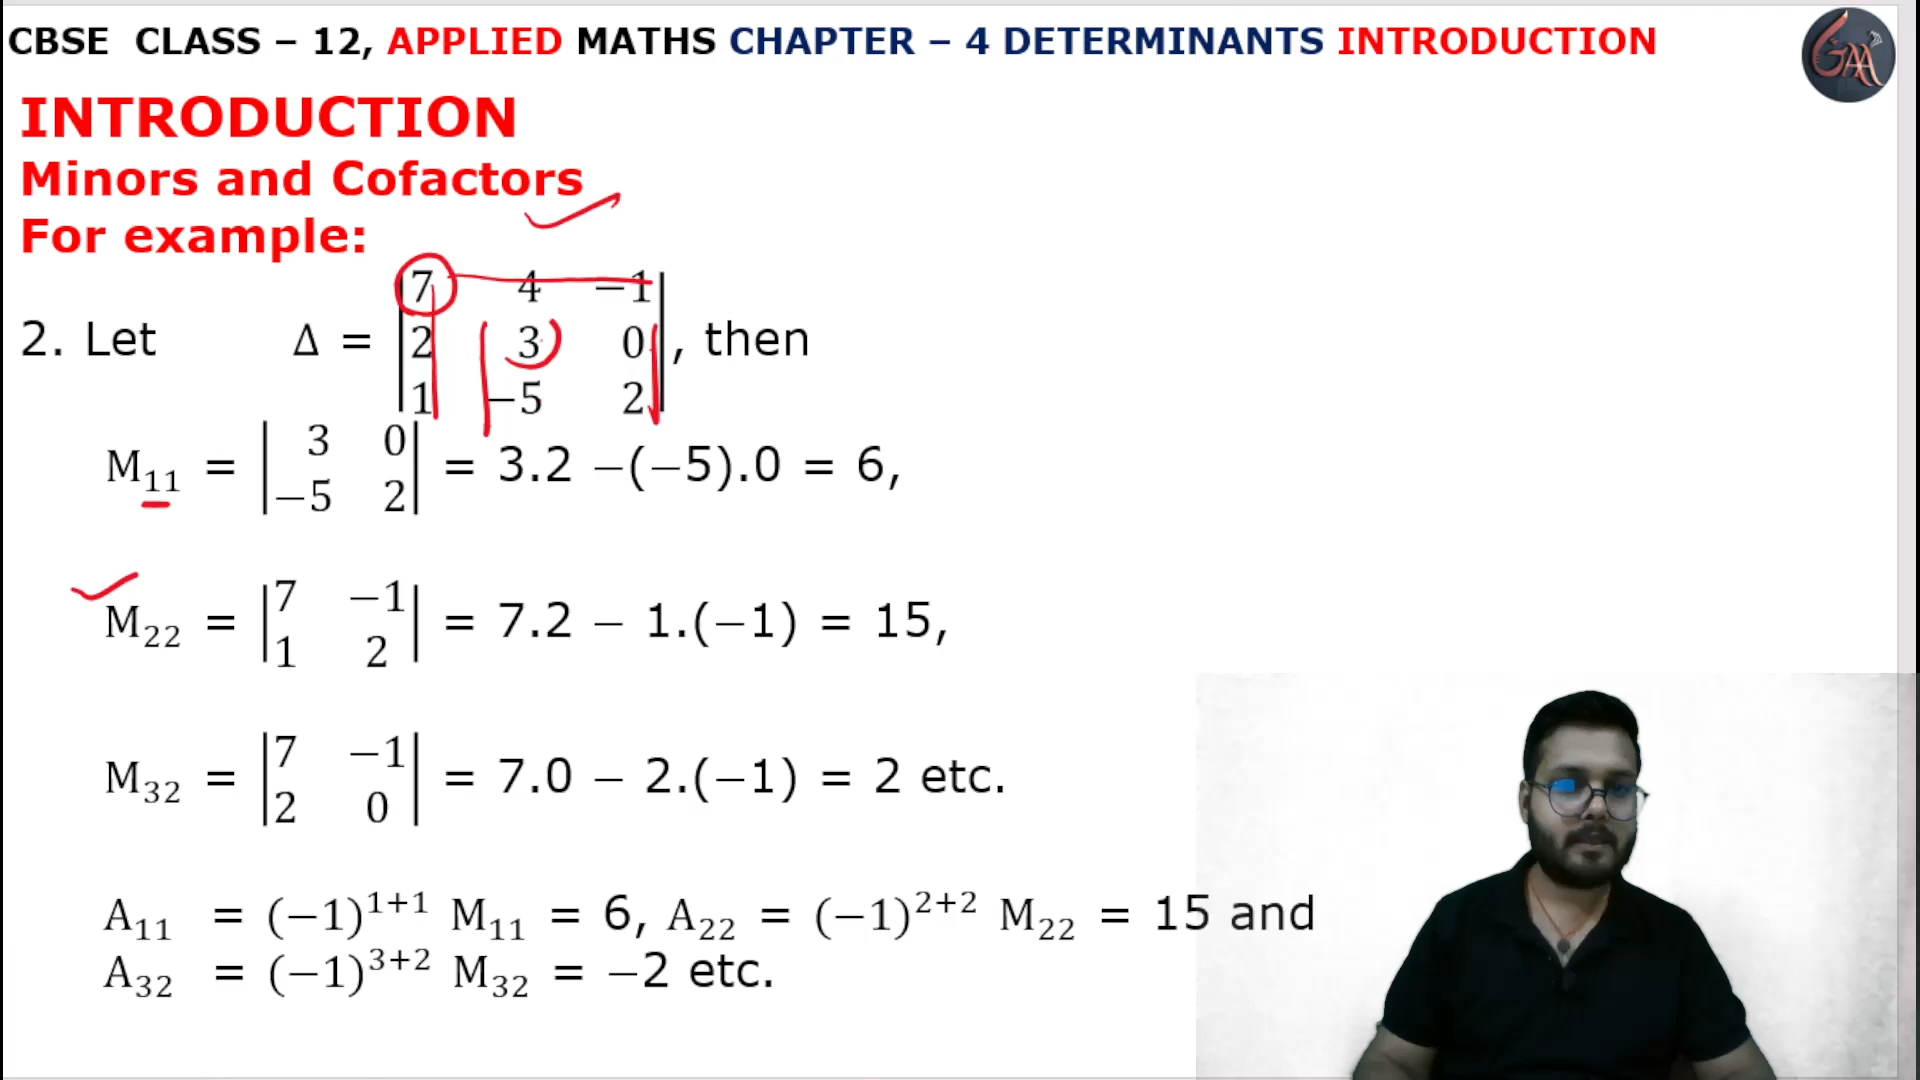 CBSE CLASS – 12, APPLIED MATHS CHAPTER – 4 DETERMINANTS INTRODUCTION
GAA
INTRODUCTION
Minors and Cofactors
For example:
2. Let Δ = |7 4 −1|
|2 3 0|, then
|1 −5 2|
M₁₁ = |3 0| = 3.2 −(−5).0 = 6,
|−5 2|
M₂₂ = |7 −1| = 7.2 − 1.(−1) = 15,
|1 2|
M₃₂ = |7 −1| = 7.0 − 2.(−1) = 2 etc.
|2 0|
A₁₁ = (−1)¹⁺¹ M₁₁ = 6, A₂₂ = (−1)²⁺² M₂₂ = 15 and
A₃₂ = (−1)³⁺² M₃₂ = −2 etc.